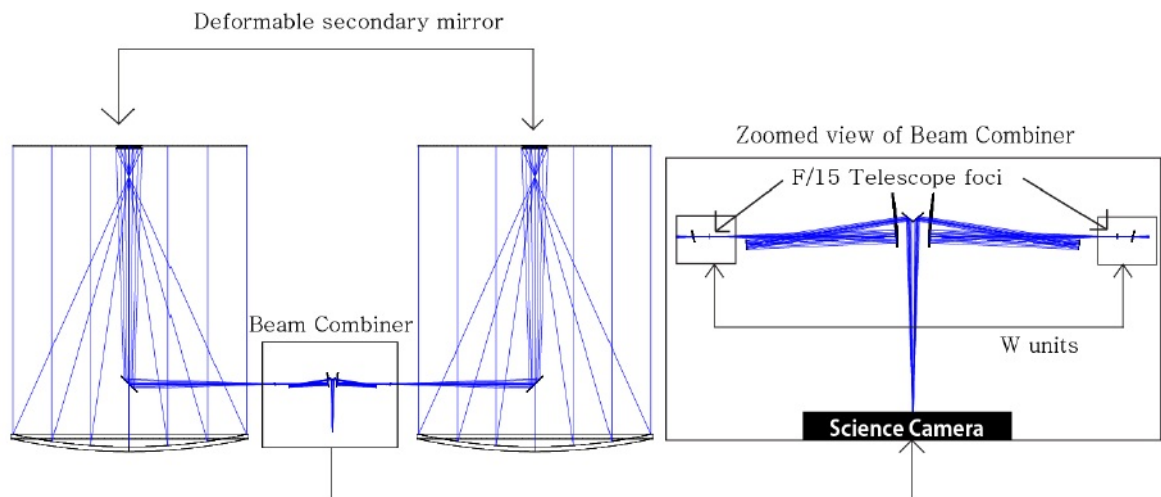 Deformable secondary mirror
Zoomed view of Beam Combiner
F/15 Telescope foci
Beam Combiner
W units
Science Camera